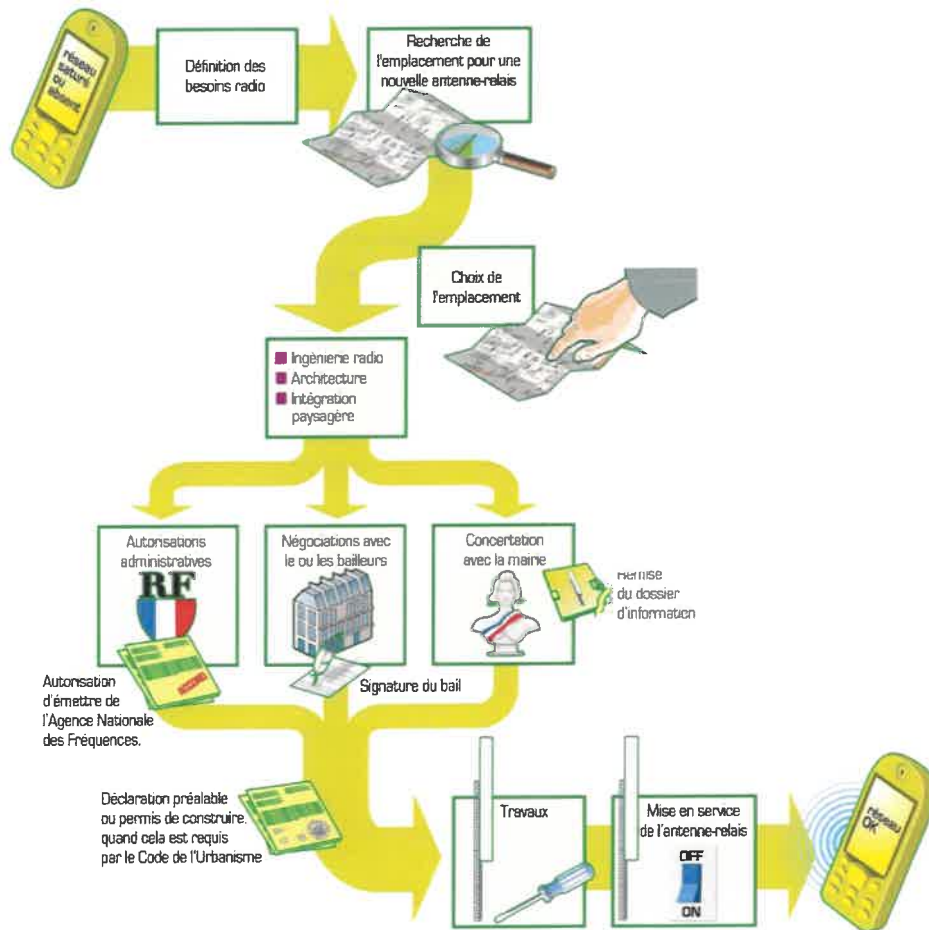 réseau
saturé
ou
absent
Définition des
besoins radio
Recherche de
l'emplacement pour une
nouvelle antenne-relais
Choix de
l'emplacement
Ingènierie radio
Architecture
Intégration
paysagère
Autorisations
administratives
RF
Négociations avec
le ou les bailleurs
Concertation
avec la mairie
Remise
du dossier
d'information
Autorisation
d'émettre de
l'Agence Nationale
des Fréquences.
Signature du bail
Déclaration préalable
ou permis de construire,
quand cela est requis
par le Code de l'Urbanisme
Travaux
Mise en service
de l'antenne-relais
OFF
ON
réseau
OK